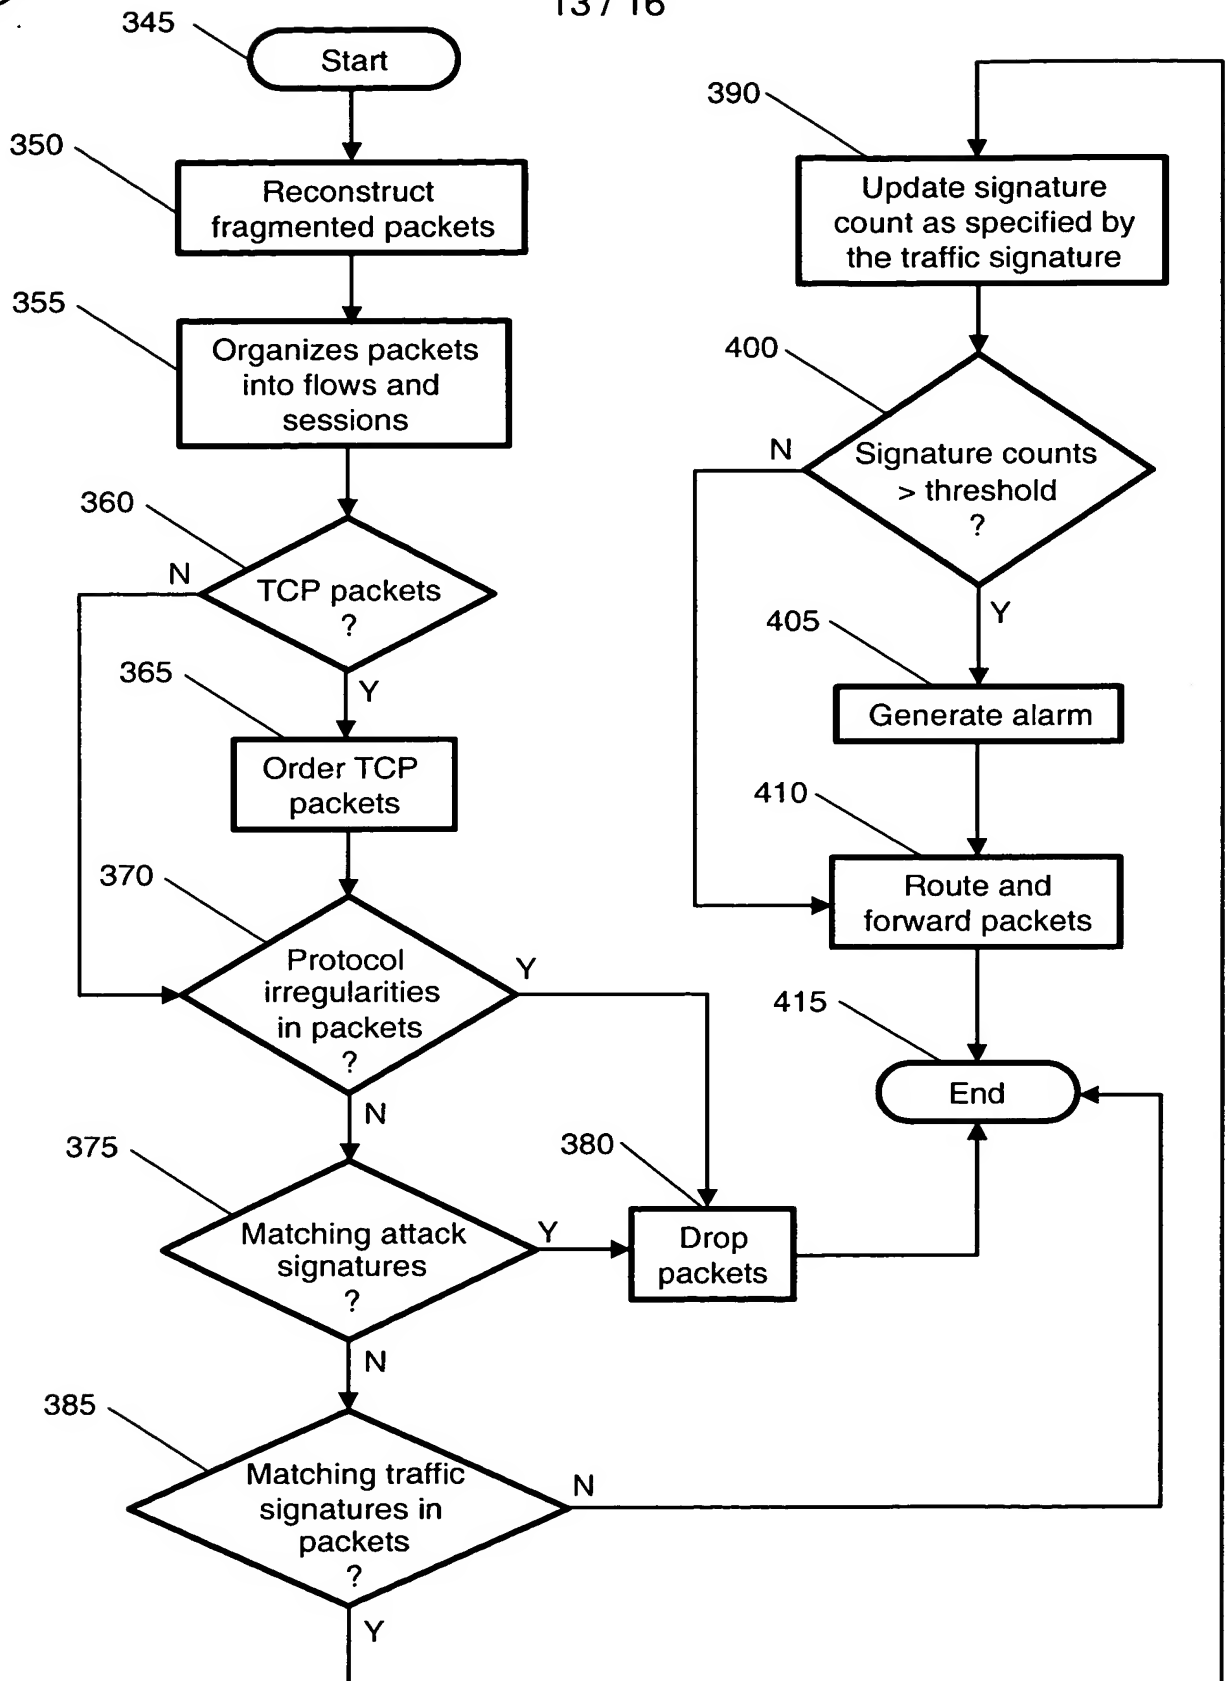 13 / 16
345
Start
350
Reconstruct
fragmented packets
355
Organizes packets
into flows and
sessions
360
N
TCP packets
?
Y
365
Order TCP
packets
370
Protocol
irregularities
in packets
?
Y
N
375
Matching attack
signatures
?
Y
N
380
Drop
packets
385
Matching traffic
signatures in
packets
?
N
Y
390
Update signature
count as specified by
the traffic signature
400
N
Signature counts
> threshold
?
Y
405
Generate alarm
410
Route and
forward packets
415
End